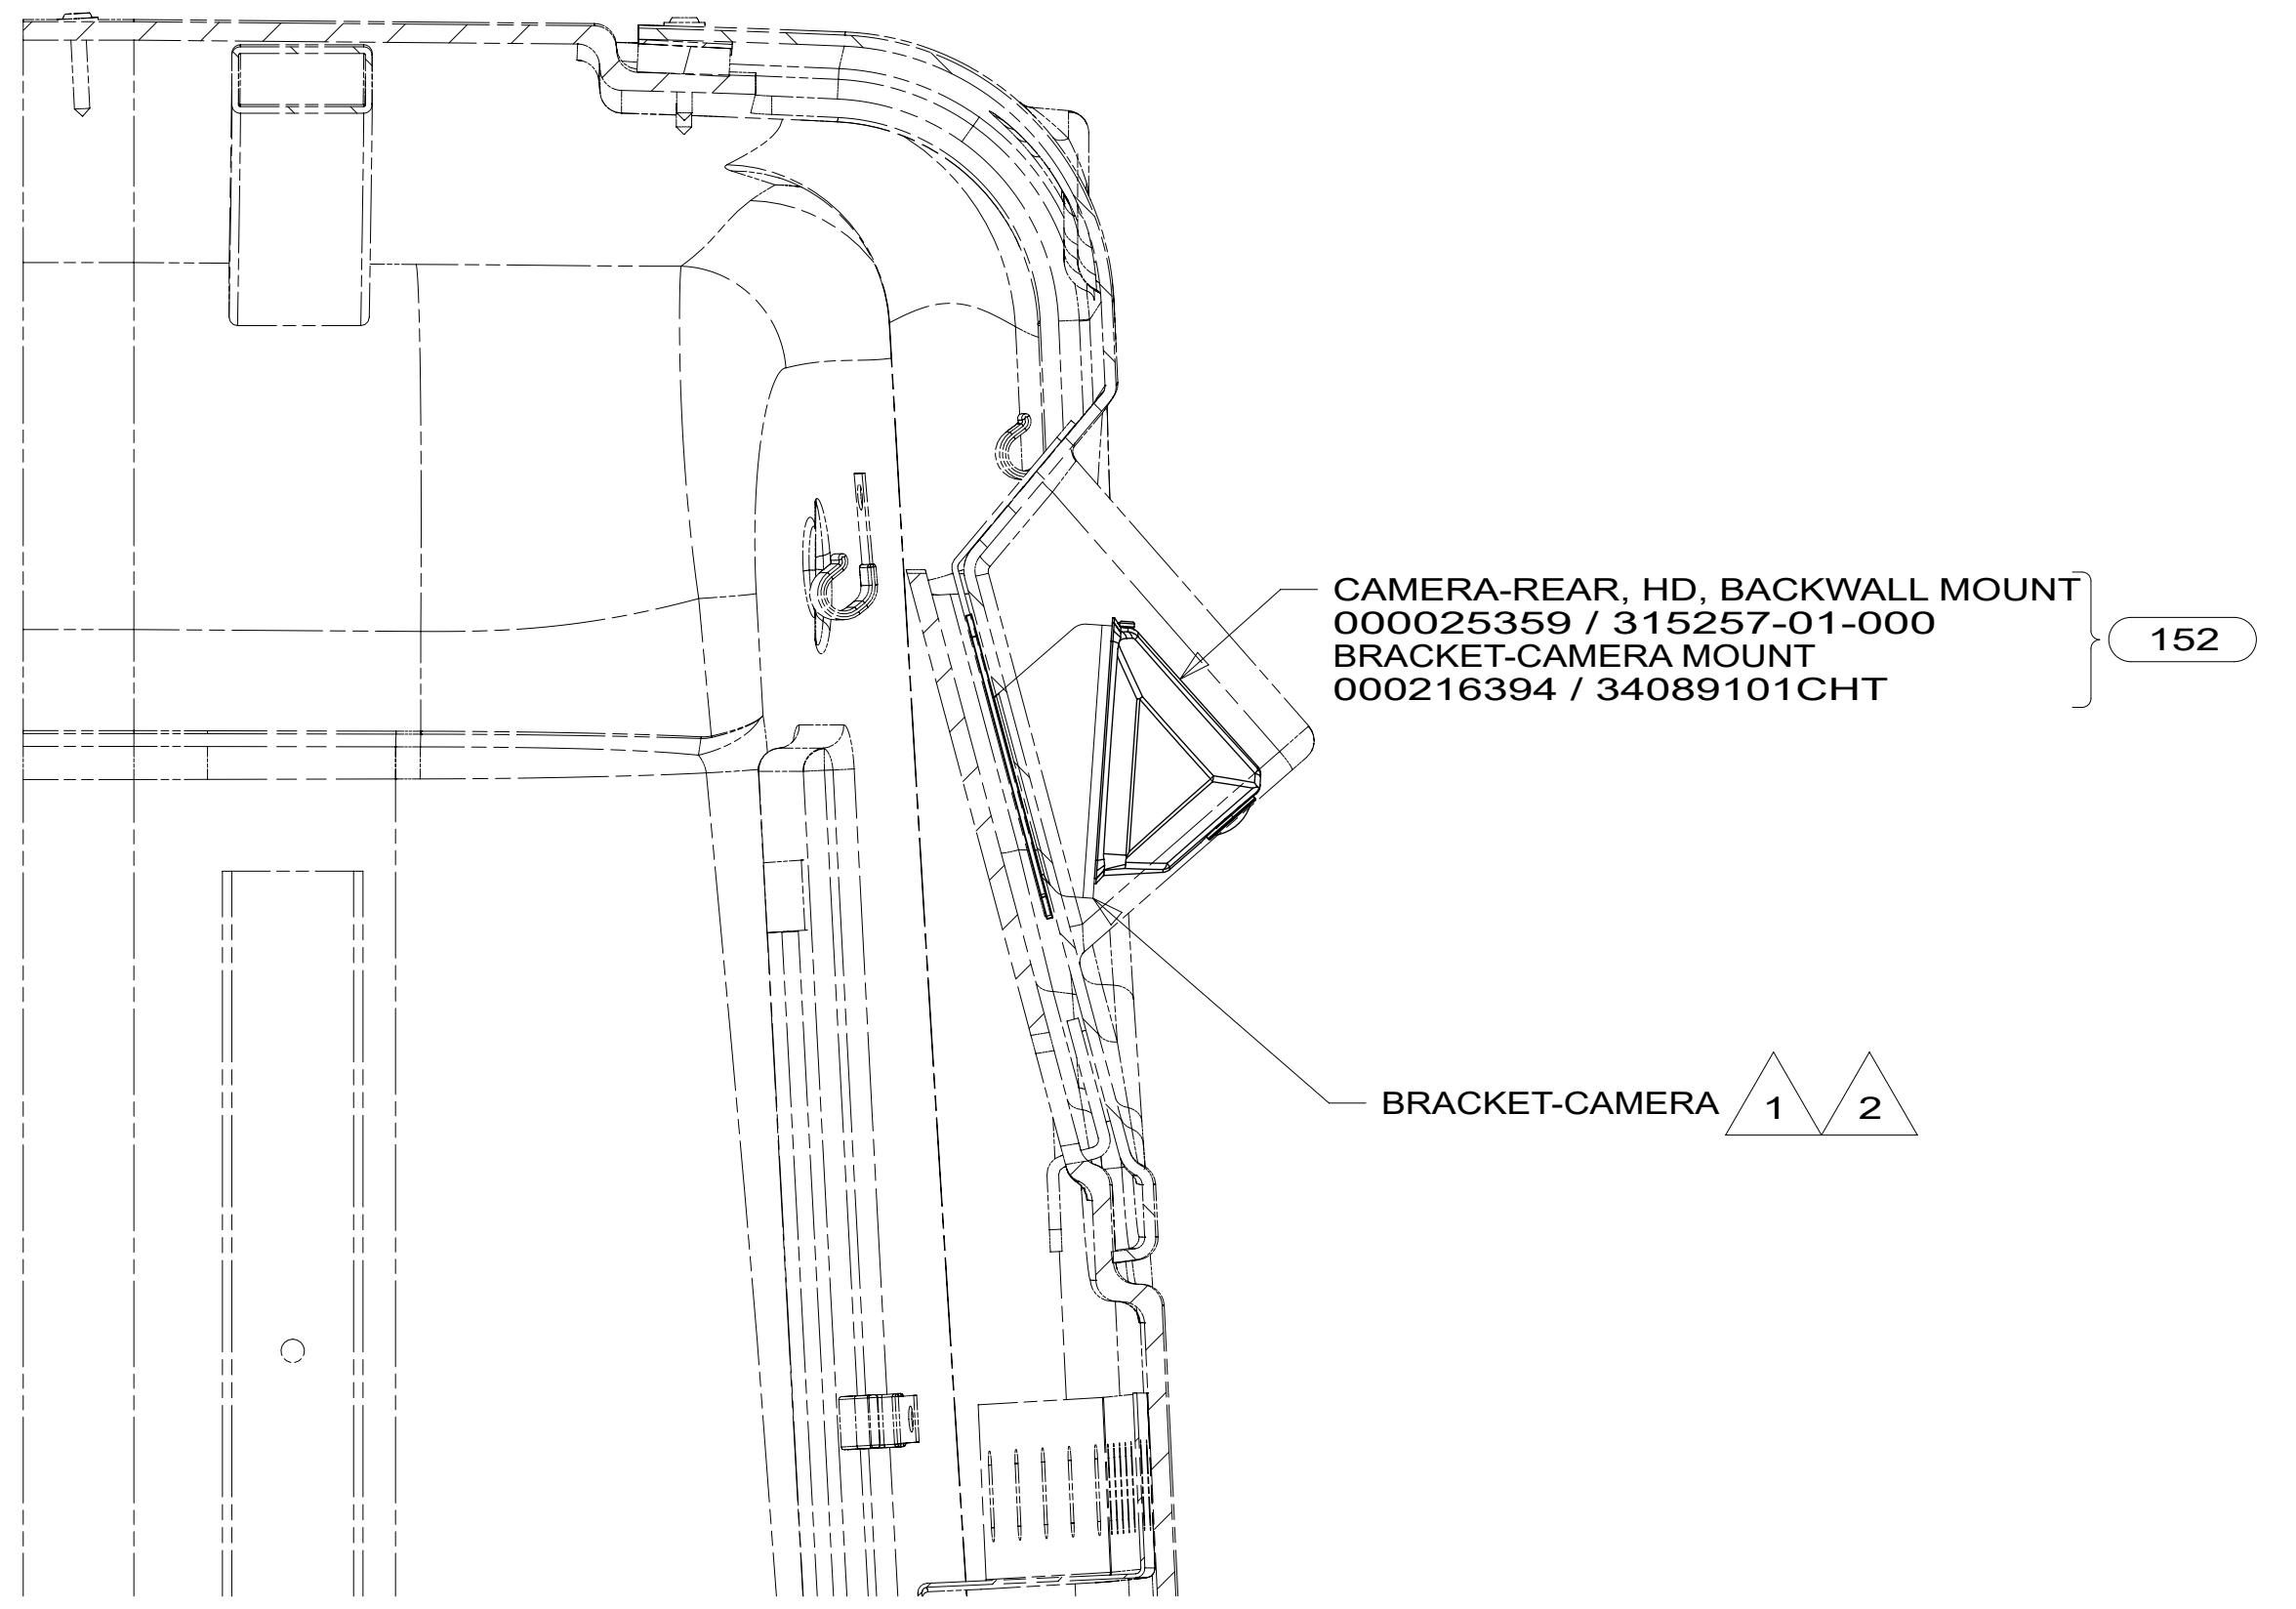 CAMERA-REAR, HD, BACKWALL MOUNT
000025359 / 315257-01-000
BRACKET-CAMERA MOUNT
000216394 / 34089101CHT
152
BRACKET-CAMERA 1 2